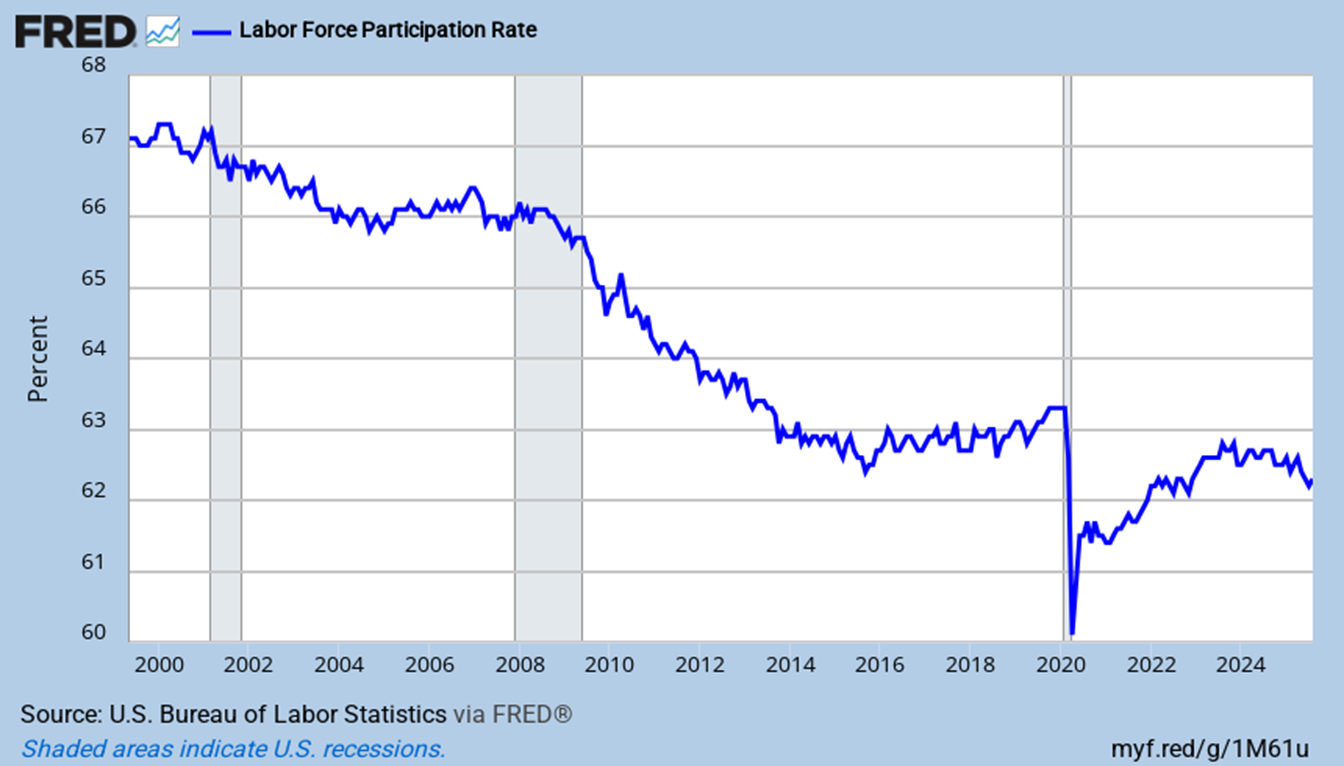 FRED
Labor Force Participation Rate
68
67
66
65
64
63
62
61
60
Percent
2000 2002 2004 2006 2008 2010 2012 2014 2016 2018 2020 2022 2024
Source: U.S. Bureau of Labor Statistics via FRED®
Shaded areas indicate U.S. recessions.
myf.red/g/1M61u